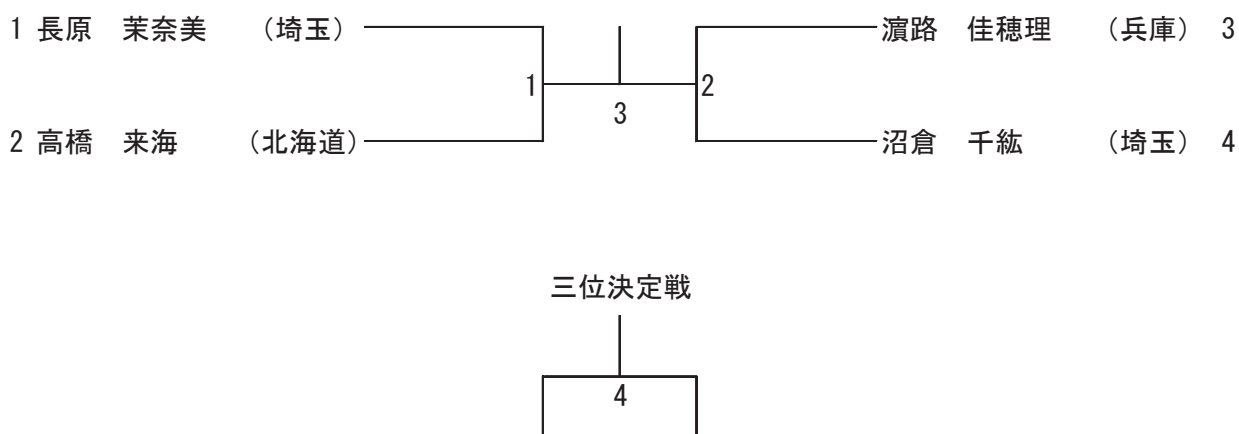 1 長原 茉奈美 （埼玉） 濵路 佳穂理 （兵庫） 3
1 2
3
2 高橋 来海 （北海道） 沼倉 千紘 （埼玉） 4
三位決定戦
4